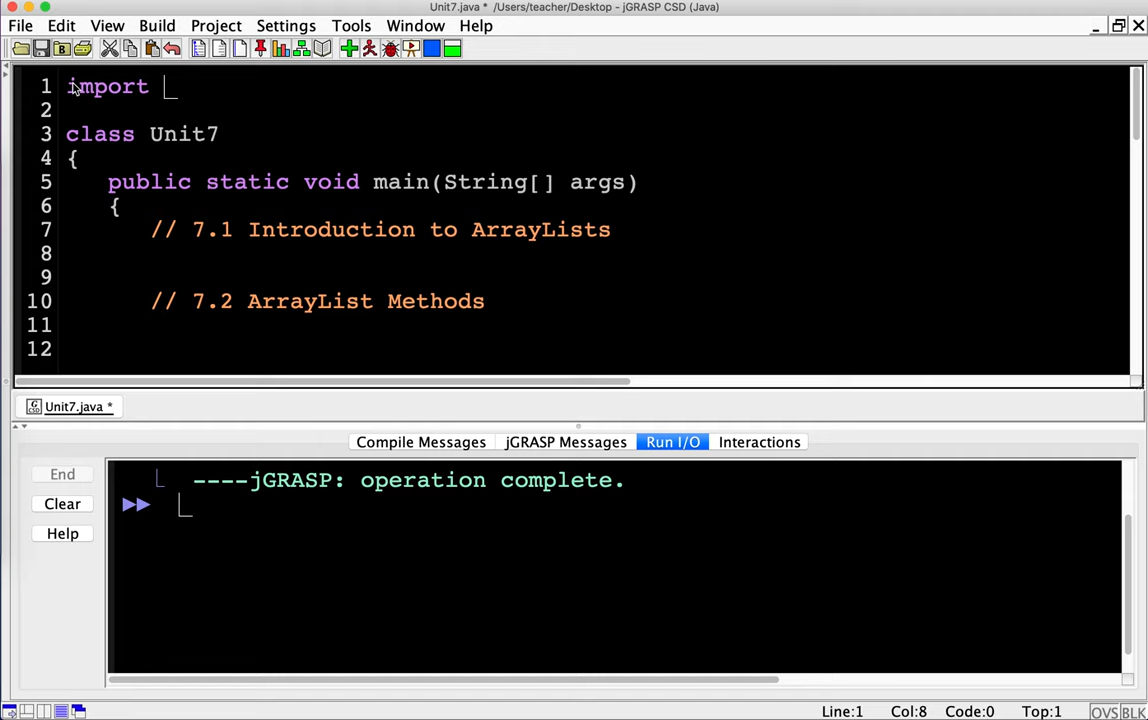 Unit7.java * /Users/teacher/Desktop - jGRASP CSD (Java)
File Edit View Build Project Settings Tools Window Help
1 import
2
3 class Unit7
4 {
5 public static void main(String[] args)
6 {
7 // 7.1 Introduction to ArrayLists
8
9
10 // 7.2 ArrayList Methods
11
12
Unit7.java *
Compile Messages jGRASP Messages Run I/O Interactions
End
Clear
Help
----jGRASP: operation complete.
Line:1 Col:8 Code:0 Top:1 OVS BLK